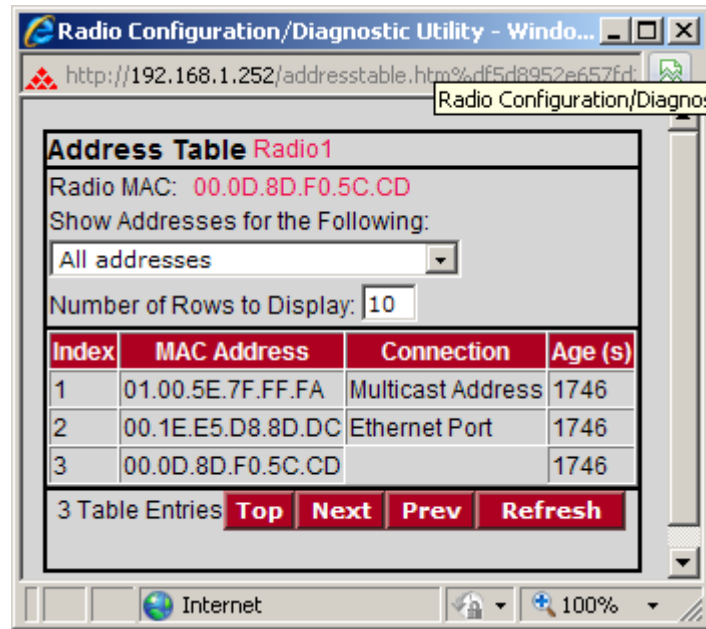 Radio Configuration/Diagnostic Utility - Windo...
http://192.168.1.252/addresstable.htm%df5d8952e657fd
Radio Configuration/Diagnos
Address Table Radio1
Radio MAC: 00.0D.8D.F0.5C.CD
Show Addresses for the Following:
All addresses
Number of Rows to Display: 10
Index MAC Address Connection Age (s)
1 01.00.5E.7F.FF.FA Multicast Address 1746
2 00.1E.E5.D8.8D.DC Ethernet Port 1746
3 00.0D.8D.F0.5C.CD 1746
3 Table Entries Top Next Prev Refresh
Internet 100%